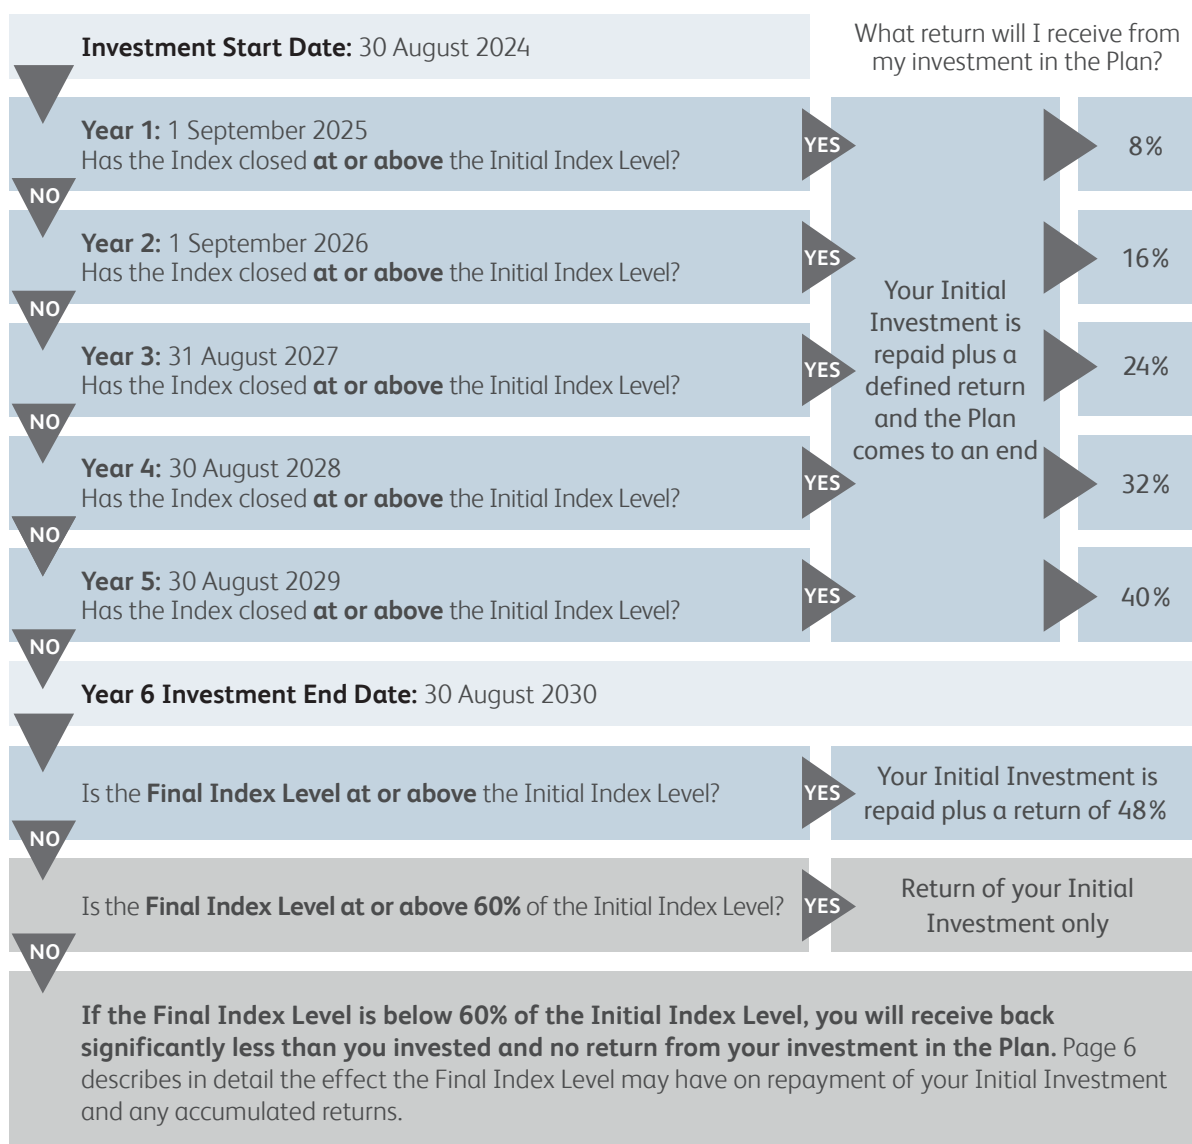 Investment Start Date: 30 August 2024
What return will I receive from
my investment in the Plan?
Year 1: 1 September 2025
Has the Index closed at or above the Initial Index Level?
YES
8%
NO
Year 2: 1 September 2026
Has the Index closed at or above the Initial Index Level?
YES
16%
NO
Year 3: 31 August 2027
Has the Index closed at or above the Initial Index Level?
YES
24%
NO
Year 4: 30 August 2028
Has the Index closed at or above the Initial Index Level?
YES
32%
NO
Year 5: 30 August 2029
Has the Index closed at or above the Initial Index Level?
YES
40%
Your Initial
Investment is
repaid plus a
defined return
and the Plan
comes to an end
NO
Year 6 Investment End Date: 30 August 2030
Is the Final Index Level at or above the Initial Index Level?
YES
Your Initial Investment is
repaid plus a return of 48%
NO
Is the Final Index Level at or above 60% of the Initial Index Level?
YES
Return of your Initial
Investment only
NO
If the Final Index Level is below 60% of the Initial Index Level, you will receive back
significantly less than you invested and no return from your investment in the Plan. Page 6
describes in detail the effect the Final Index Level may have on repayment of your Initial Investment
and any accumulated returns.